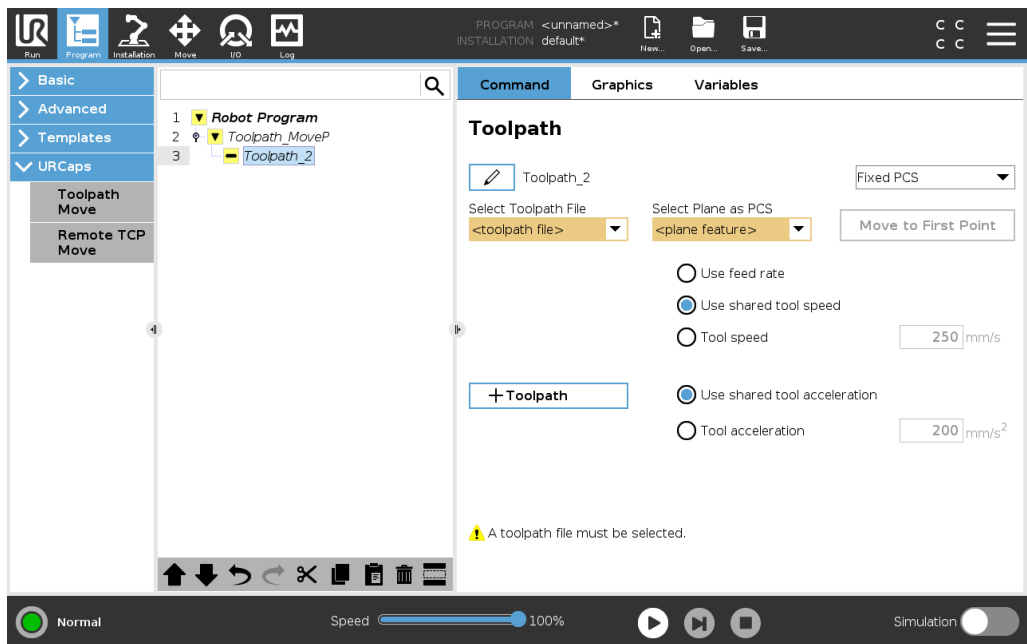 PROGRAM <unnamed>*
INSTALLATION default*
Run
Program
Installation
Move
I/O
Log
New...
Open...
Save...
C C
C C
Basic
Advanced
Templates
URCaps
Toolpath
Move
Remote TCP
Move
1 Robot Program
2 Toolpath_MoveP
3 Toolpath_2
Command Graphics Variables
Toolpath
Toolpath_2
Fixed PCS
Select Toolpath File
Select Plane as PCS
<toolpath file>
<plane feature>
Move to First Point
Use feed rate
Use shared tool speed
Tool speed 250 mm/s
+Toolpath
Use shared tool acceleration
Tool acceleration 200 mm/s²
A toolpath file must be selected.
Normal
Speed 100%
Simulation